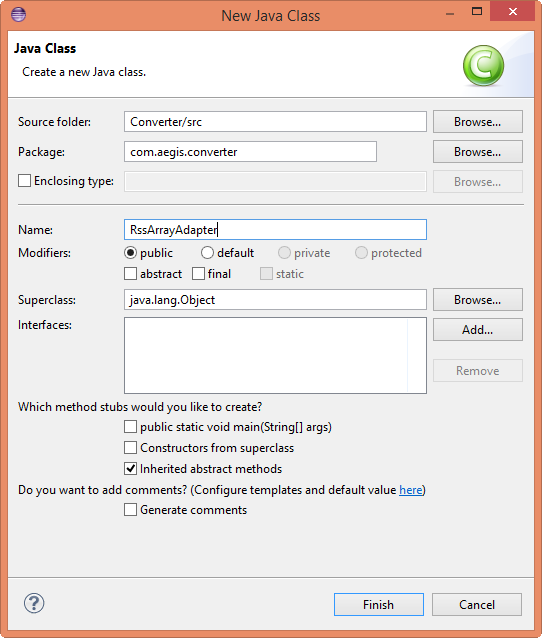 New Java Class
Java Class
Create a new Java class.
C
Source folder: Converter/src Browse...
Package: com.aegis.converter Browse...
Enclosing type: Browse...
Name: RssArrayAdapter
Modifiers: public default private protected
abstract final static
Superclass: java.lang.Object Browse...
Interfaces: Add...
Remove
Which method stubs would you like to create?
public static void main(String[] args)
Constructors from superclass
Inherited abstract methods
Do you want to add comments? (Configure templates and default value here)
Generate comments
? Finish Cancel